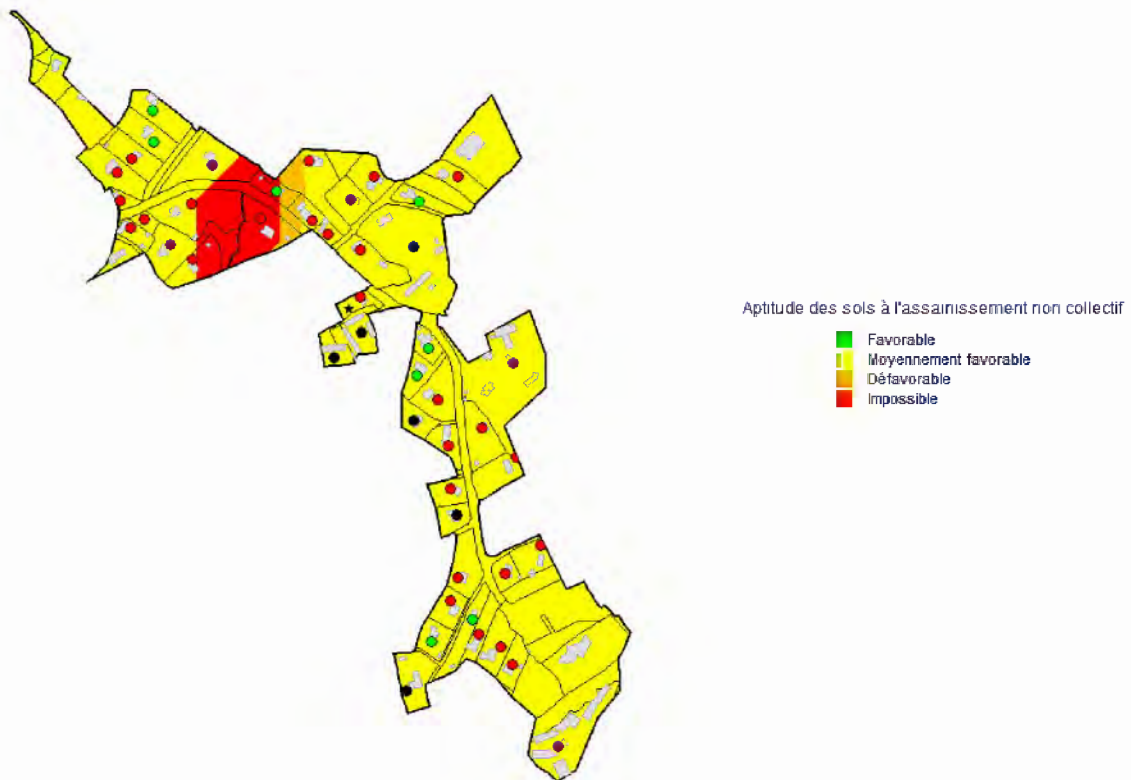 Aptitude des sols à l'assainissement non collectif
Favorable
Moyennement favorable
Défavorable
Impossible